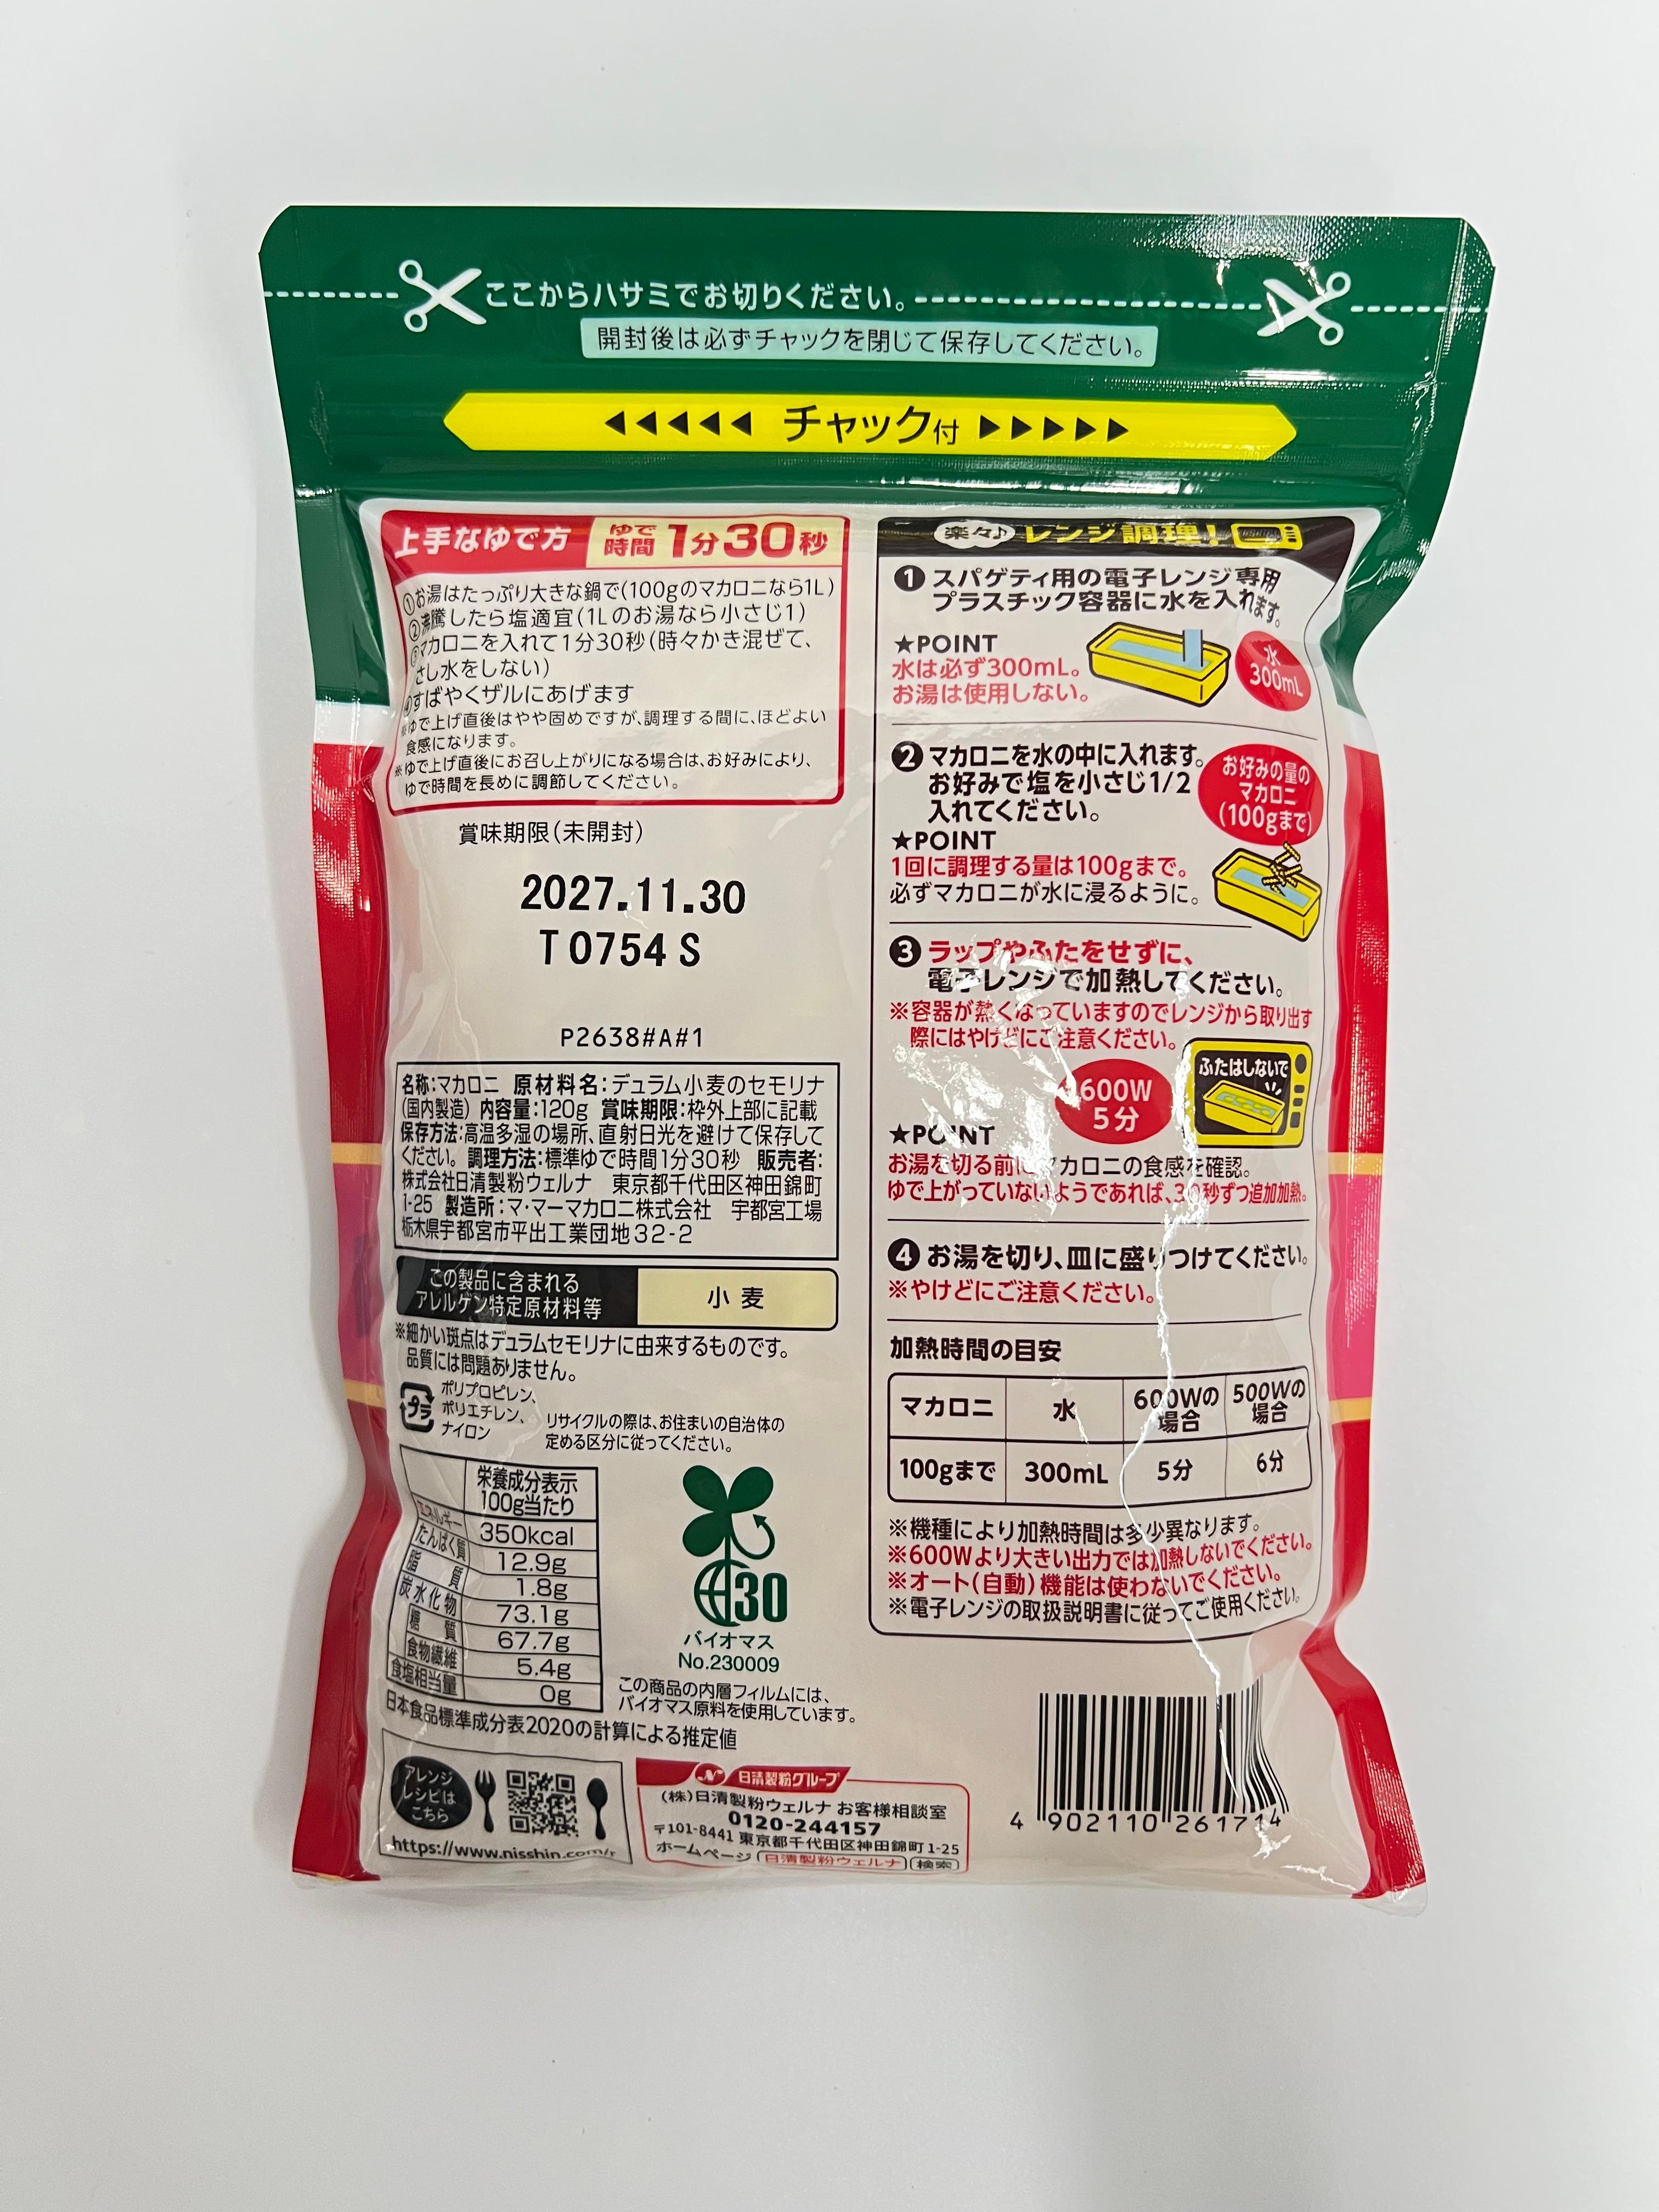 ここからハサミでお切りください。
開封後は必ずチャックを閉じて保存してください。
チャック付
上手なゆで方 ゆで時間 1分30秒
①お湯はたっぷり大きな鍋で(100gのマカロニなら1L)
②沸騰したら塩適宜(1Lのお湯なら小さじ1)
③マカロニを入れて1分30秒(時々かき混ぜて、
さし水をしない)
④すばやくザルにあげます
※ゆで上げ直後はやや固めですが、調理する間に、ほどよい
食感になります。
※ゆで上げ直後にお召し上がりになる場合は、お好みにより、
ゆで時間を長めに調節してください。
賞味期限(未開封)
2027.11.30
T0754 S
P2638#A#1
名称:マカロニ 原材料名:デュラム小麦のセモリナ
(国内製造) 内容量:120g 賞味期限:枠外上部に記載
保存方法:高温多湿の場所、直射日光を避けて保存して
ください。 調理方法:標準ゆで時間1分30秒 販売者:
株式会社日清製粉ウェルナ 東京都千代田区神田錦町
1-25 製造所:マ・マーマカロニ株式会社 宇都宮工場
栃木県宇都宮市平出工業団地32-2
この製品に含まれる
アレルゲン特定原材料等
小麦
※細かい斑点はデュラムセモリナに由来するものです。
品質には問題ありません。
プラ
ポリプロピレン、
ポリエチレン、
ナイロン
リサイクルの際は、お住まいの自治体の
定める区分に従ってください。
栄養成分表示
100g当たり
エネルギー 350kcal
たんぱく質 12.9g
脂質 1.8g
炭水化物 73.1g
糖質 67.7g
食物繊維 5.4g
食塩相当量 0g
日本食品標準成分表2020の計算による推定値
30
バイオマス
No.230009
この商品の内層フィルムには、
バイオマス原料を使用しています。
アレンジ
レシピは
こちら
https://www.nisshin.com/r
日清製粉グループ
(株)日清製粉ウェルナ お客様相談室
0120-244157
〒101-8441 東京都千代田区神田錦町1-25
ホームページ 日清製粉ウェルナ 検索
楽々♪ レンジ調理!
❶スパゲティ用の電子レンジ専用
プラスチック容器に水を入れます。
★POINT
水は必ず300mL。
お湯は使用しない。
水
300mL
❷マカロニを水の中に入れます。
お好みで塩を小さじ1/2
入れてください。
お好みの量の
マカロニ
(100gまで)
★POINT
1回に調理する量は100gまで。
必ずマカロニが水に浸るように。
❸ラップやふたをせずに、
電子レンジで加熱してください。
※容器が熱くなっていますのでレンジから取り出す
際にはやけどにご注意ください。
600W
5分
ふたはしないで
★POINT
お湯を切る前にマカロニの食感を確認。
ゆで上がっていないようであれば、30秒ずつ追加加熱。
❹お湯を切り、皿に盛りつけてください。
※やけどにご注意ください。
加熱時間の目安
マカロニ 水 600Wの場合 500Wの場合
100gまで 300mL 5分 6分
※機種により加熱時間は多少異なります。
※600Wより大きい出力では加熱しないでください。
※オート(自動)機能は使わないでください。
※電子レンジの取扱説明書に従ってご使用ください。
4 902110 261714